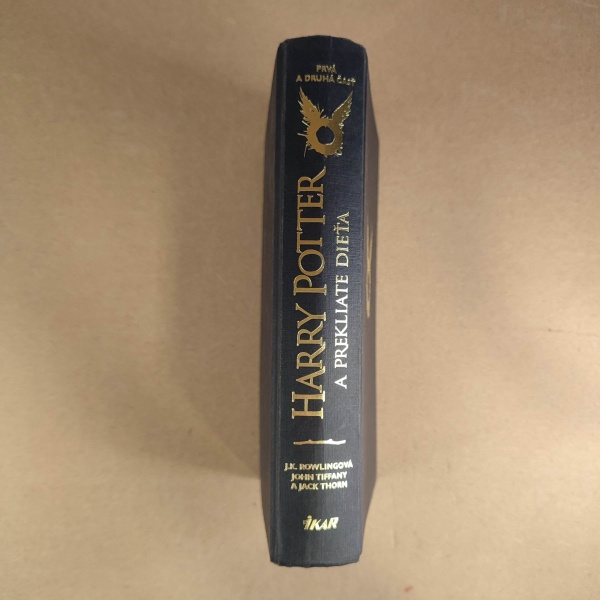 PRVÁ
A DRUHÁ ČASŤ
HARRY POTTER
A PREKLIATE DIEŤA
J.K. ROWLINGOVÁ
JOHN TIFFANY
A JACK THORN
IKAR